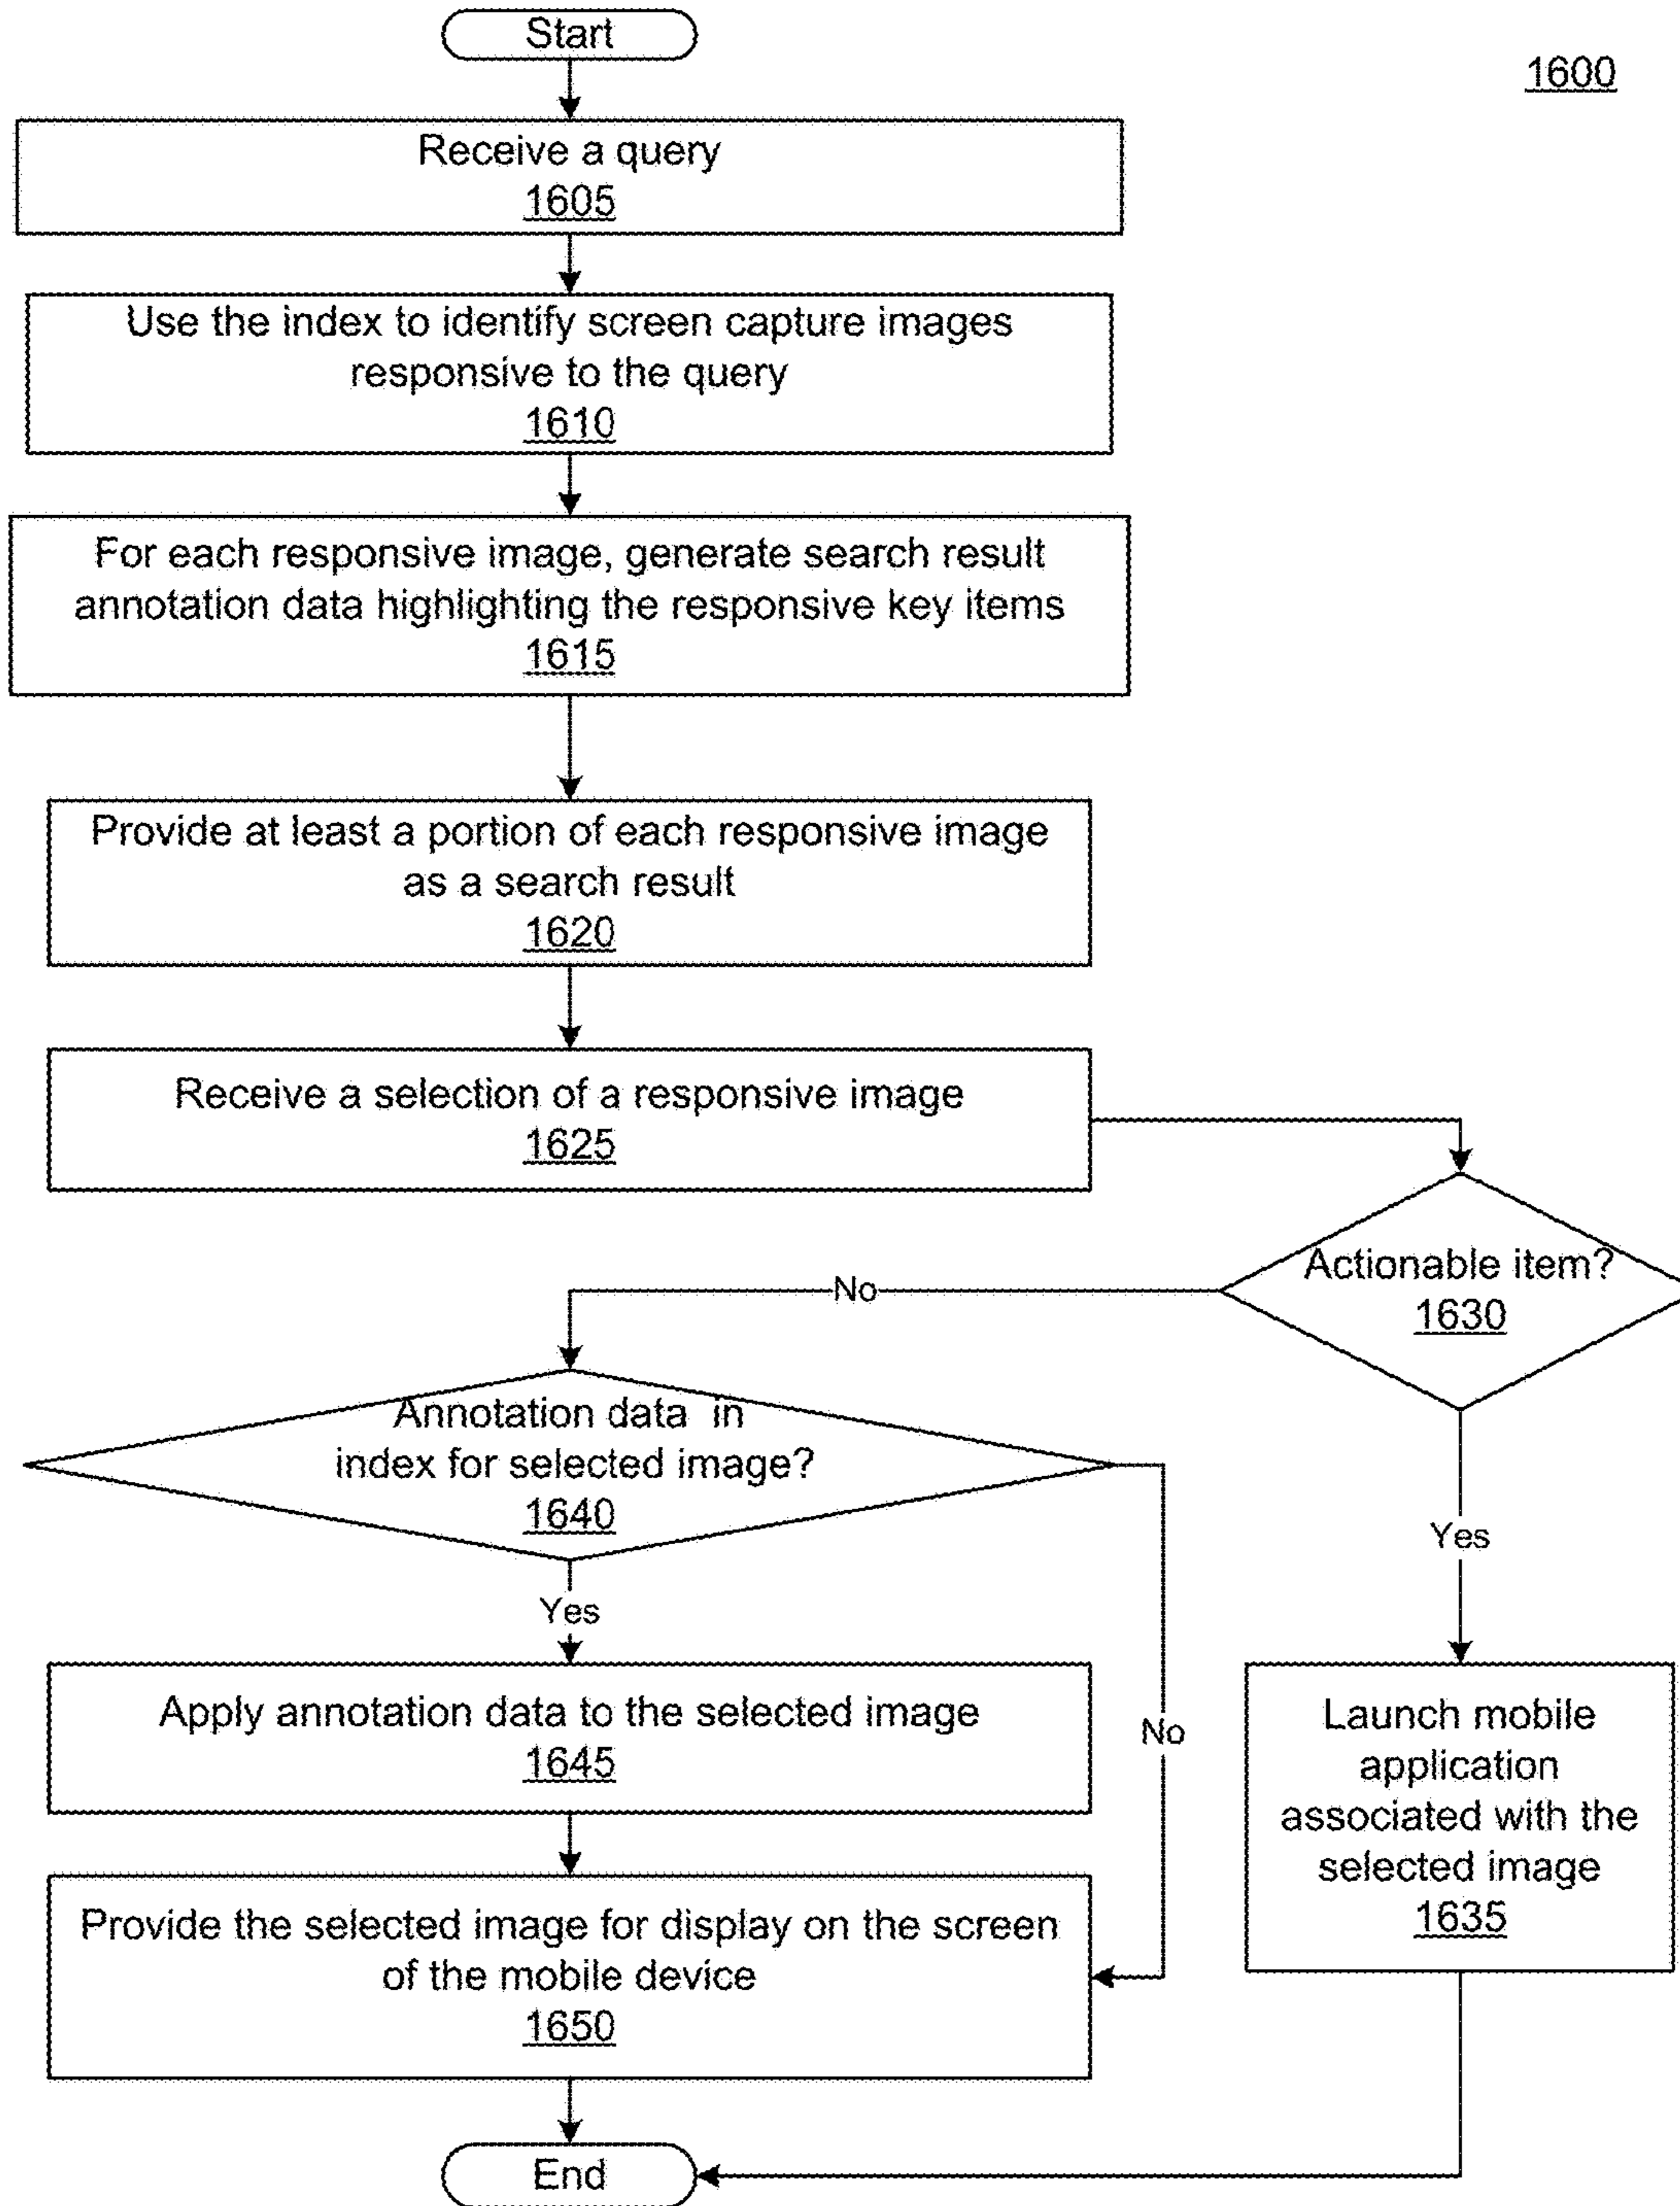 Start
1600
Receive a query
1605
Use the index to identify screen capture images
responsive to the query
1610
For each responsive image, generate search result
annotation data highlighting the responsive key items
1615
Provide at least a portion of each responsive image
as a search result
1620
Receive a selection of a responsive image
1625
Actionable item?
1630
No
Annotation data in
index for selected image?
1640
Yes
Yes
No
Apply annotation data to the selected image
1645
Launch mobile
application
associated with the
selected image
1635
Provide the selected image for display on the screen
of the mobile device
1650
End